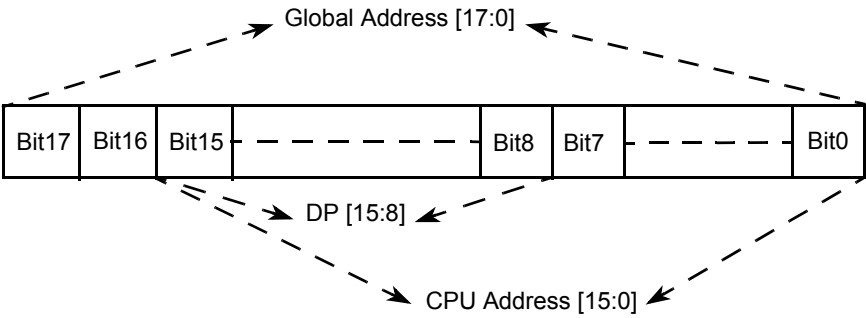 Global Address [17:0]
Bit17 Bit16 Bit15 Bit8 Bit7 Bit0
DP [15:8]
CPU Address [15:0]